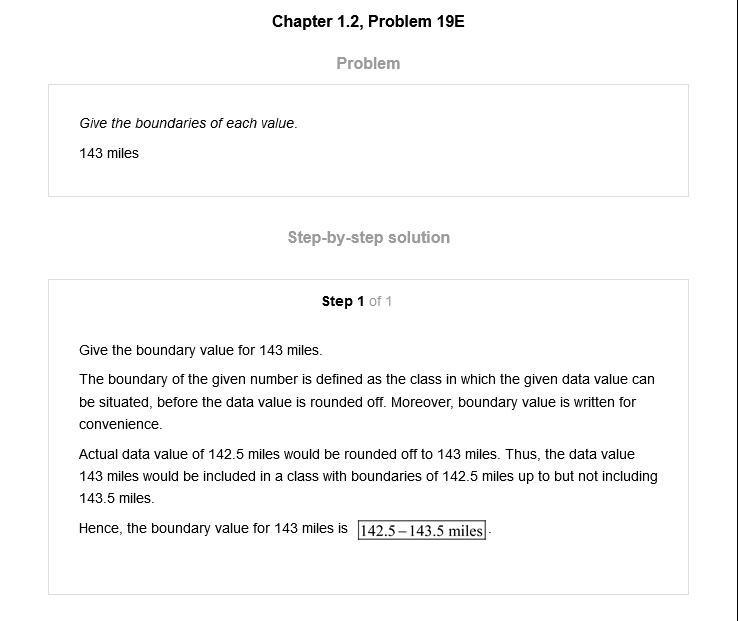 Chapter 1.2, Problem 19E
Problem
Give the boundaries of each value.
143 miles
Step-by-step solution
Step 1 of 1
Give the boundary value for 143 miles.
The boundary of the given number is defined as the class in which the given data value can
be situated, before the data value is rounded off. Moreover, boundary value is written for
convenience.
Actual data value of 142.5 miles would be rounded off to 143 miles. Thus, the data value
143 miles would be included in a class with boundaries of 142.5 miles up to but not including
143.5 miles.
Hence, the boundary value for 143 miles is 142.5 – 143.5 miles.